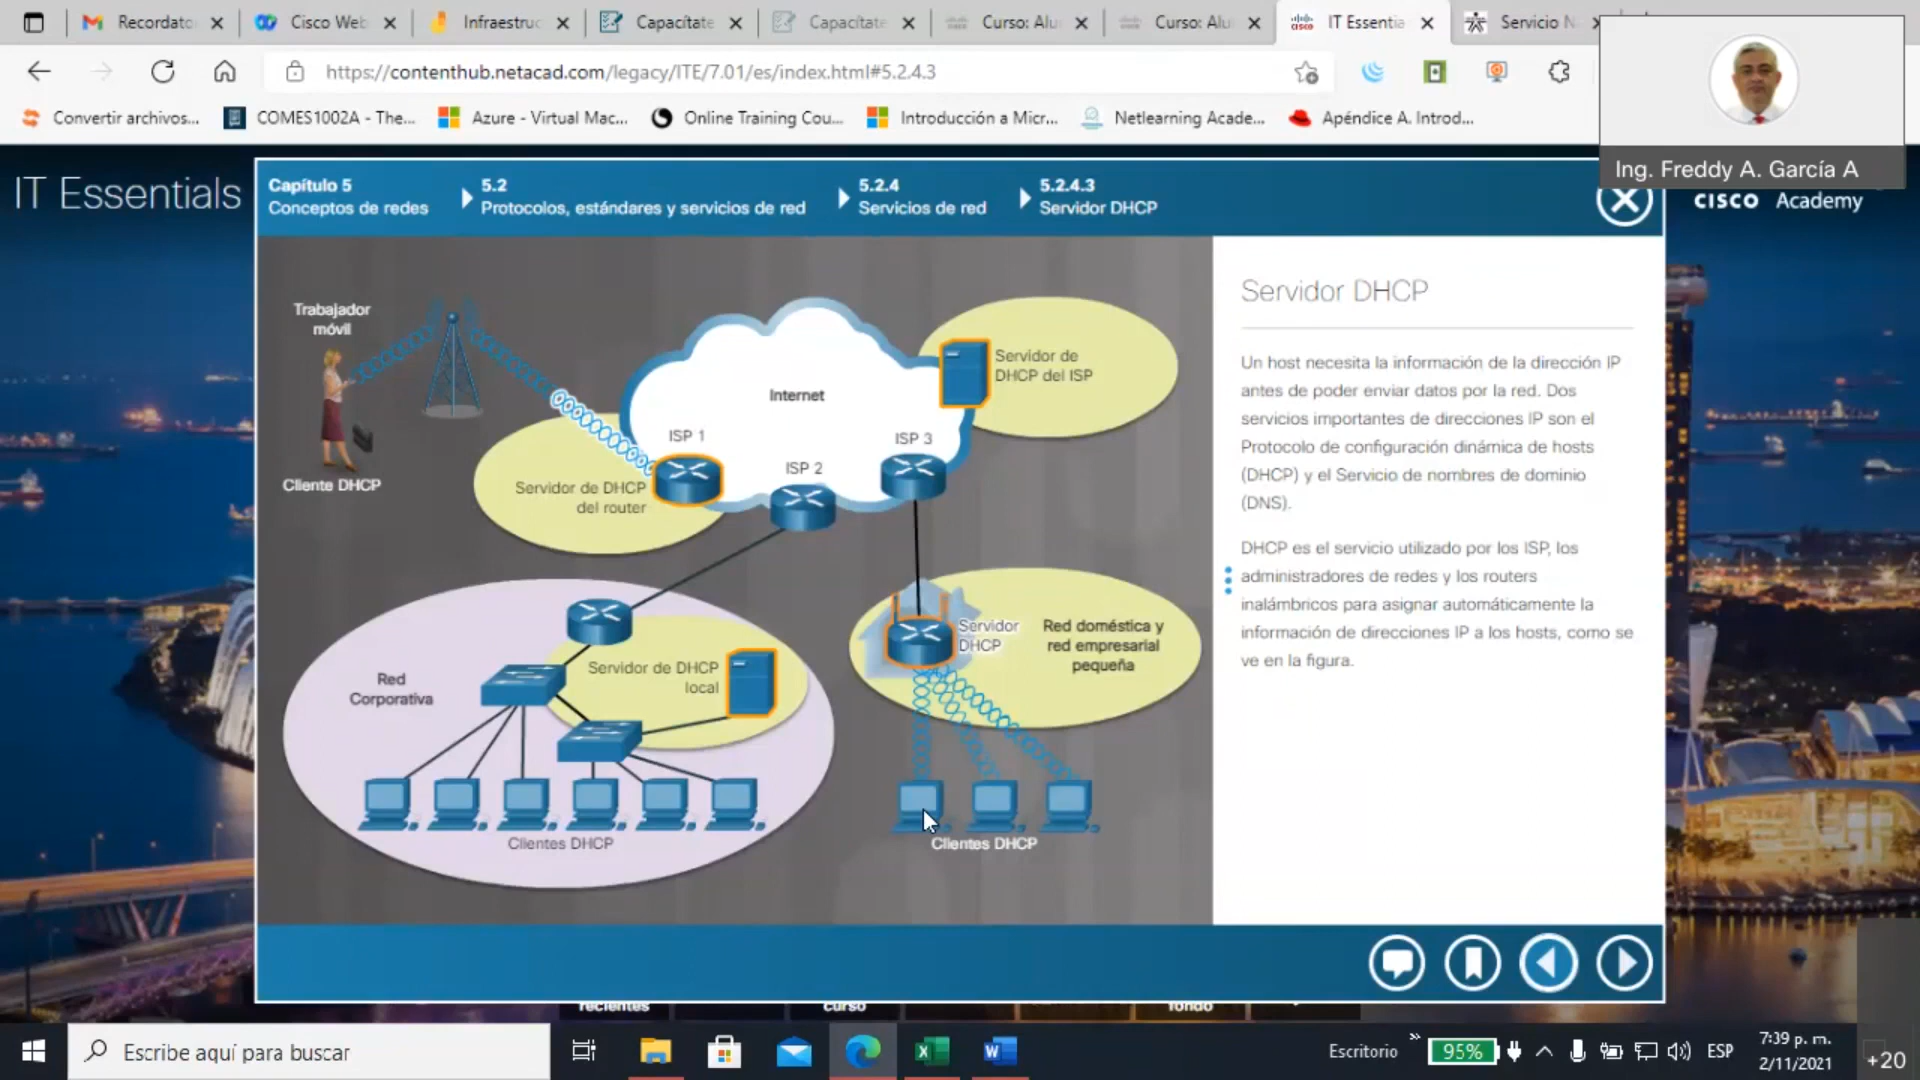 Recordato
Cisco Web
Infraestruc
Capacítate
Capacítate
Curso: Alu
Curso: Alu
IT Essentia
Servicio N
https://contenthub.netacad.com/legacy/ITE/7.01/es/index.html#5.2.4.3
Convertir archivos...
COMES1002A - The...
Azure - Virtual Mac...
Online Training Cou...
Introducción a Micr...
Netlearning Acade...
Apéndice A. Introd...
Ing. Freddy A. García A
IT Essentials
Capítulo 5
Conceptos de redes
5.2
Protocolos, estándares y servicios de red
5.2.4
Servicios de red
5.2.4.3
Servidor DHCP
CISCO Academy
Trabajador
móvil
Cliente DHCP
Internet
ISP 1
ISP 2
ISP 3
Servidor de
DHCP del ISP
Servidor de DHCP
del router
Red
Corporativa
Servidor de DHCP
local
Clientes DHCP
Servidor
DHCP
Red doméstica y
red empresarial
pequeña
Clientes DHCP
Servidor DHCP
Un host necesita la información de la dirección IP
antes de poder enviar datos por la red. Dos
servicios importantes de direcciones IP son el
Protocolo de configuración dinámica de hosts
(DHCP) y el Servicio de nombres de dominio
(DNS).
DHCP es el servicio utilizado por los ISP, los
administradores de redes y los routers
inalámbricos para asignar automáticamente la
información de direcciones IP a los hosts, como se
ve en la figura.
recientes
curso
fondo
Escribe aquí para buscar
Escritorio
95%
ESP
7:39 p. m.
2/11/2021
+20